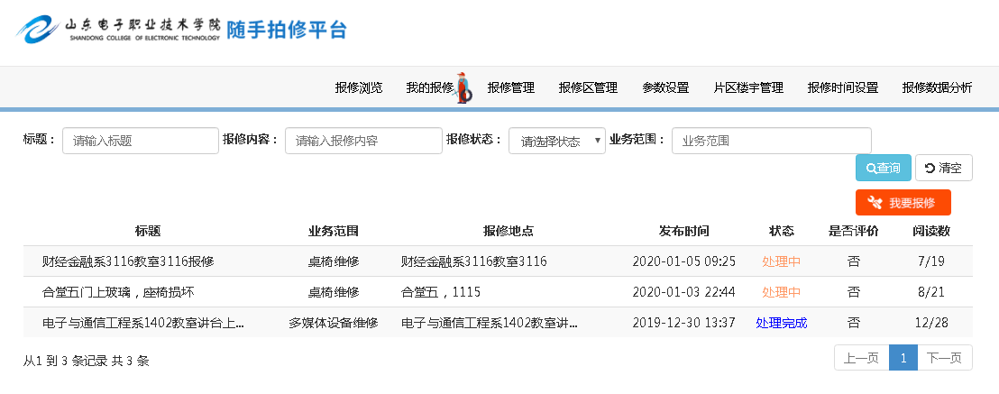 山东电子职业技术学院 随手拍修平台
SHANDONG COLLEGE OF ELECTRONIC TECHNOLOGY
报修浏览 我的报修 报修管理 报修区管理 参数设置 片区楼宇管理 报修时间设置 报修数据分析
标题： 请输入标题 报修内容： 请输入报修内容 报修状态： 请选择状态 业务范围： 业务范围
查询 清空
我要报修
标题 业务范围 报修地点 发布时间 状态 是否评价 阅读数
财经金融系3116教室3116报修 桌椅维修 财经金融系3116教室3116 2020-01-05 09:25 处理中 否 7/19
合堂五门上玻璃，座椅损坏 桌椅维修 合堂五，1115 2020-01-03 22:44 处理中 否 8/21
电子与通信工程系1402教室讲台上... 多媒体设备维修 电子与通信工程系1402教室讲... 2019-12-30 13:37 处理完成 否 12/28
从1 到 3 条记录 共 3 条
上一页 1 下一页